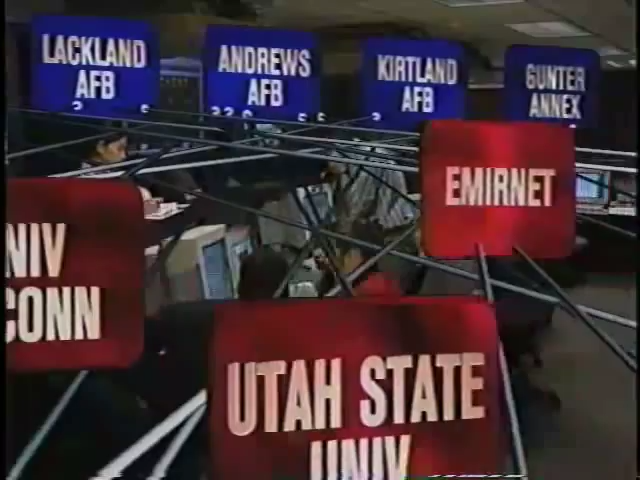 LACKLAND
AFB
ANDREWS
AFB
KIRTLAND
AFB
GUNTER
ANNEX
EMIRNET
NIV
CONN
UTAH STATE
UNIV